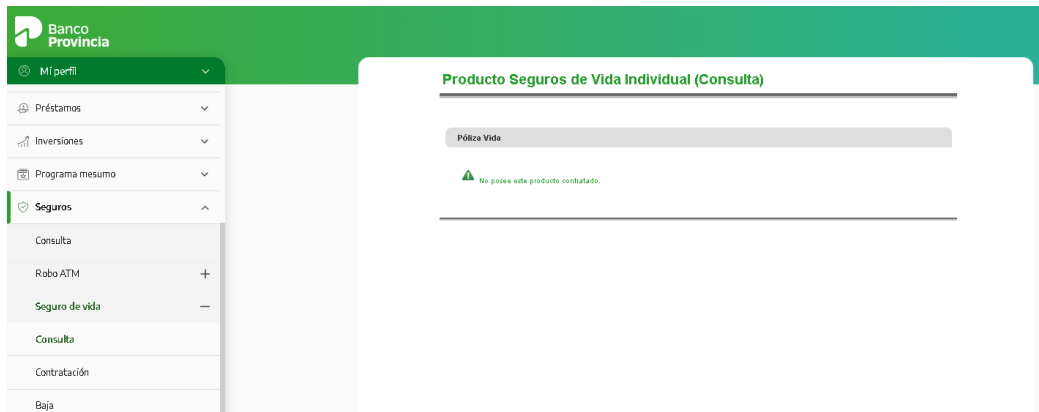 Banco
Provincia
Mi perfil
Préstamos
Inversiones
Programa mesumo
Seguros
Consulta
Robo ATM
Seguro de vida
Consulta
Contratación
Baja
Producto Seguros de Vida Individual (Consulta)
Póliza Vida
No posee este producto contratado.